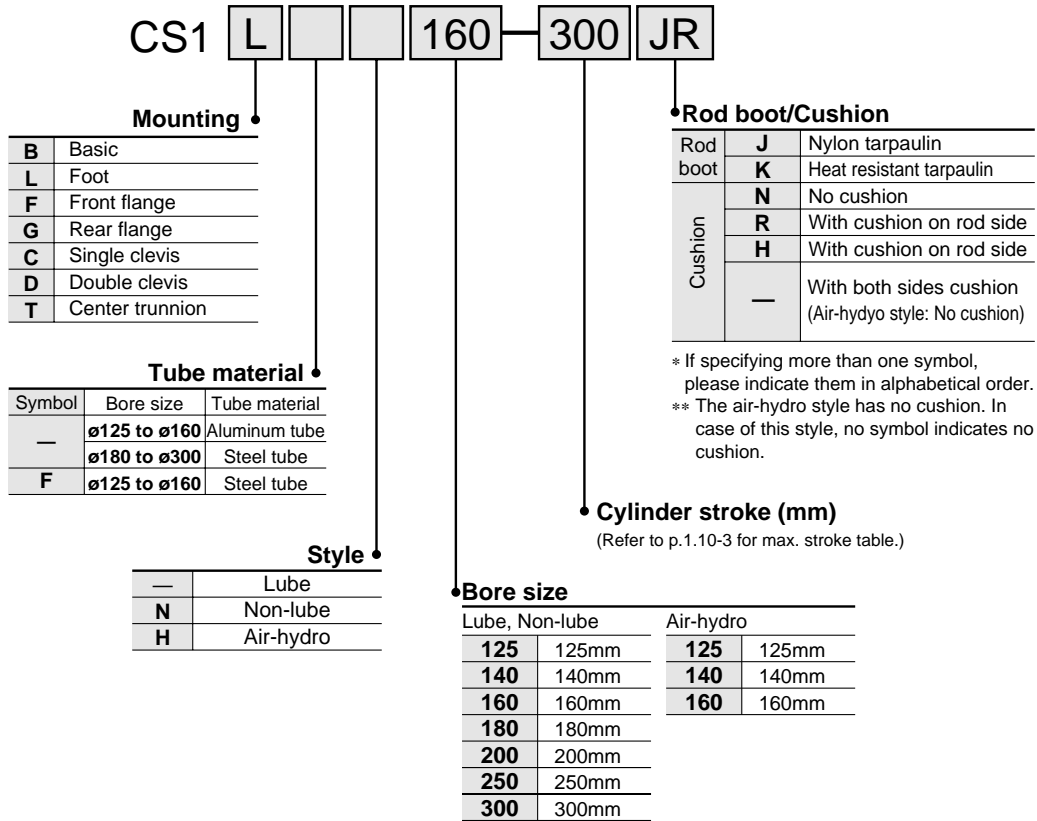 CS1 L 160 — 300 JR
Mounting
B Basic
L Foot
F Front flange
G Rear flange
C Single clevis
D Double clevis
T Center trunnion
Rod boot/Cushion
Rod boot J Nylon tarpaulin
K Heat resistant tarpaulin
Cushion N No cushion
R With cushion on rod side
H With cushion on rod side
— With both sides cushion
(Air-hydyo style: No cushion)
∗ If specifying more than one symbol,
please indicate them in alphabetical order.
∗∗ The air-hydro style has no cushion. In
case of this style, no symbol indicates no
cushion.
Tube material
Symbol Bore size Tube material
— ø125 to ø160 Aluminum tube
ø180 to ø300 Steel tube
F ø125 to ø160 Steel tube
Cylinder stroke (mm)
(Refer to p.1.10-3 for max. stroke table.)
Style
— Lube
N Non-lube
H Air-hydro
Bore size
Lube, Non-lube Air-hydro
125 125mm 125 125mm
140 140mm 140 140mm
160 160mm 160 160mm
180 180mm
200 200mm
250 250mm
300 300mm